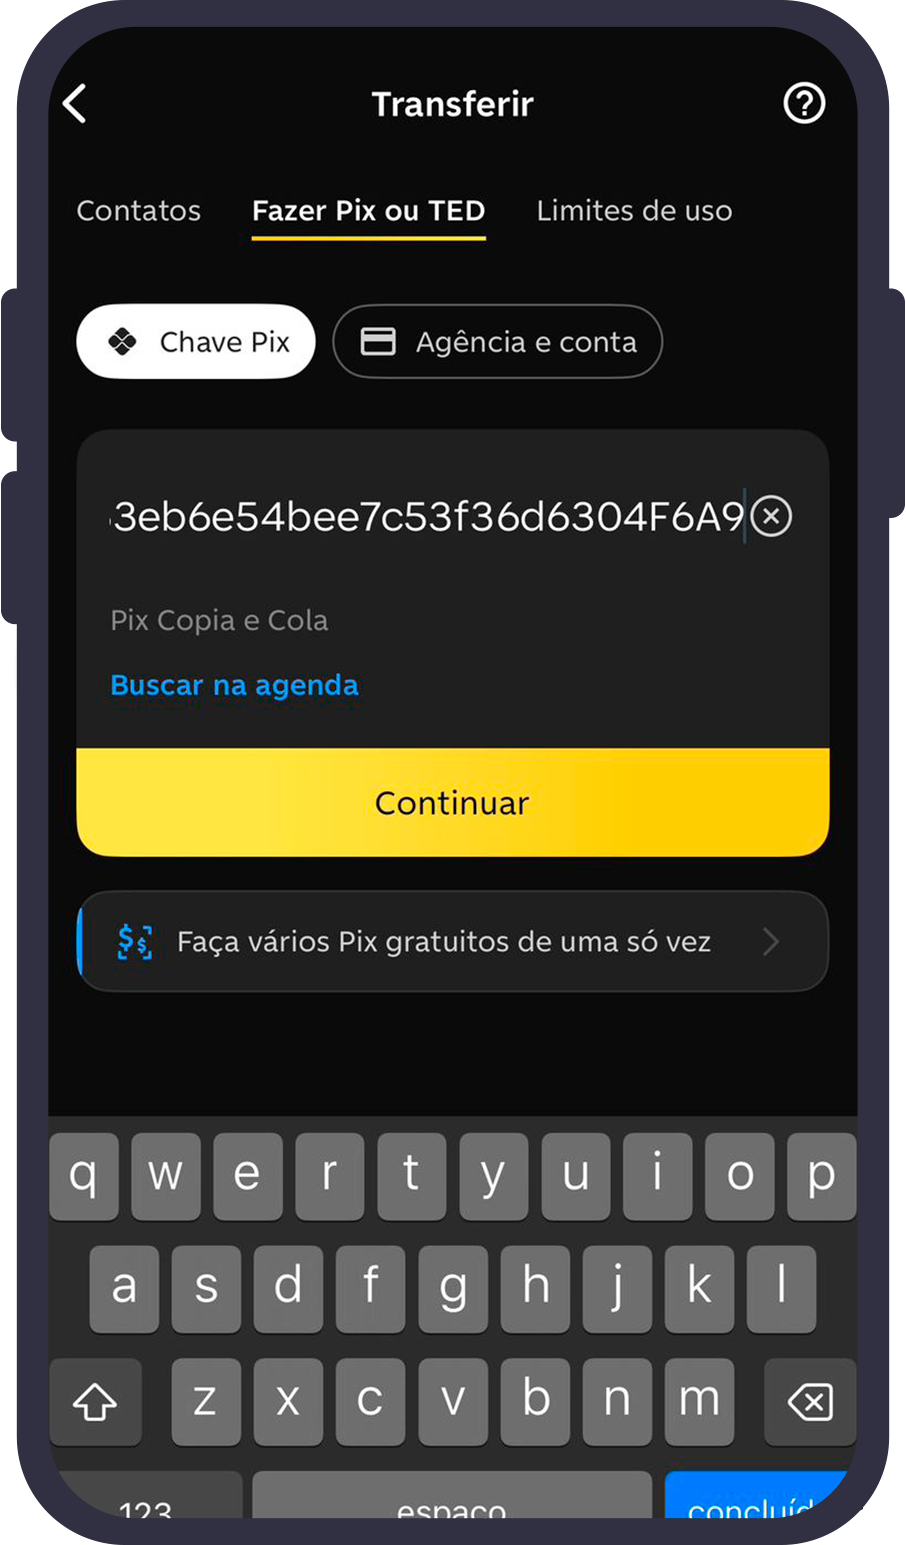 Transferir
Contatos Fazer Pix ou TED Limites de uso
Chave Pix Agência e conta
3eb6e54bee7c53f36d6304F6A9
Pix Copia e Cola
Buscar na agenda
Continuar
Faça vários Pix gratuitos de uma só vez
q w e r t y u i o p
a s d f g h j k l
z x c v b n m
123 espaço